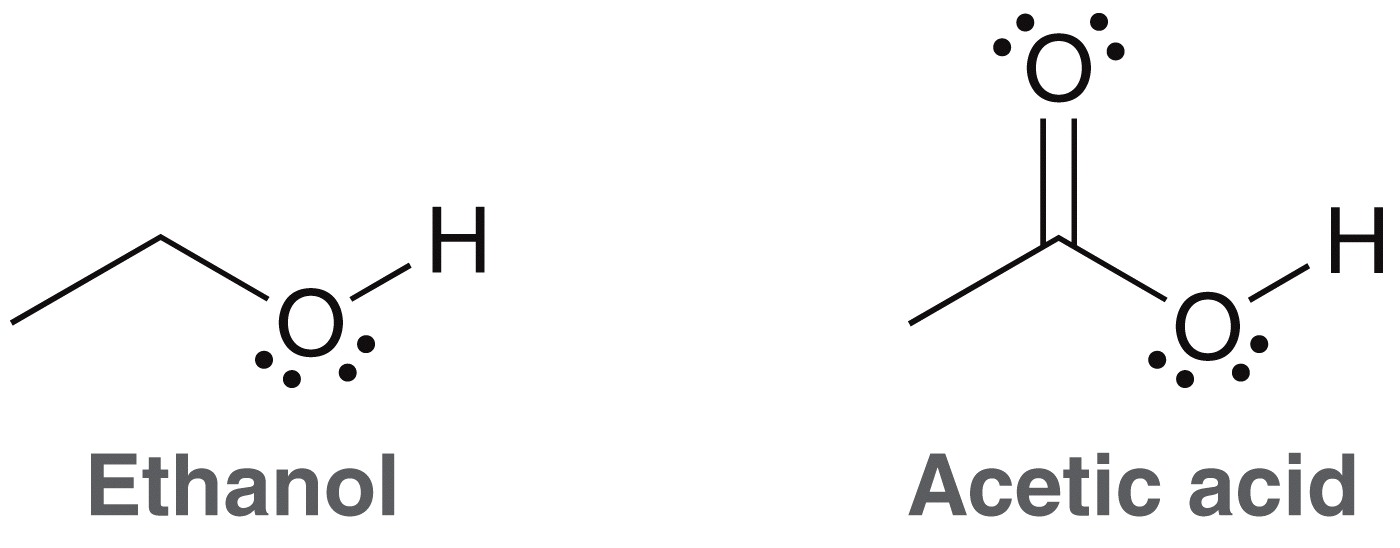 O H
O
O H
Ethanol
Acetic acid